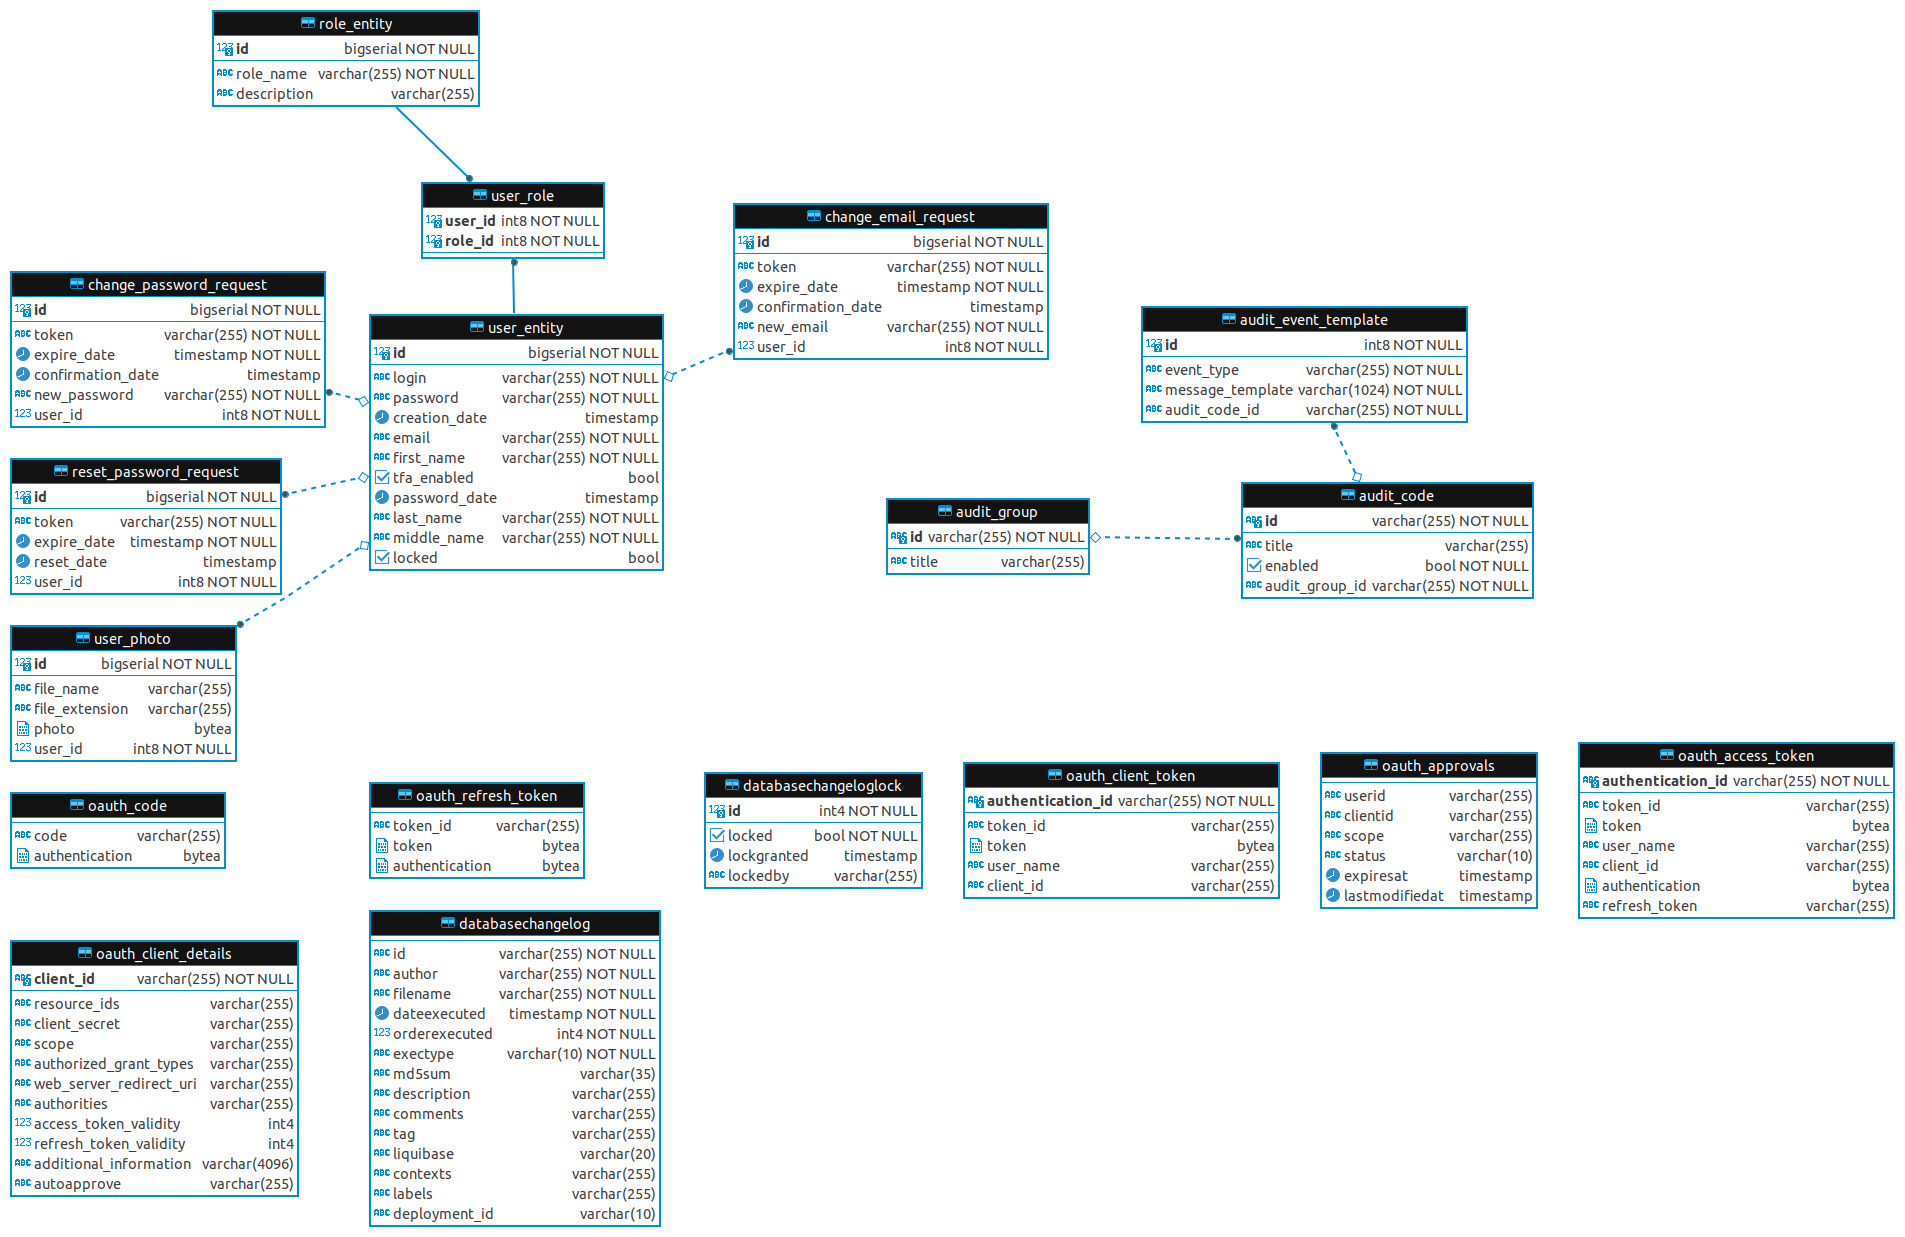 role_entity
id bigserial NOT NULL
role_name varchar(255) NOT NULL
description varchar(255)
user_role
user_id int8 NOT NULL
role_id int8 NOT NULL
change_email_request
id bigserial NOT NULL
token varchar(255) NOT NULL
expire_date timestamp NOT NULL
confirmation_date timestamp
new_email varchar(255) NOT NULL
user_id int8 NOT NULL
change_password_request
id bigserial NOT NULL
token varchar(255) NOT NULL
expire_date timestamp NOT NULL
confirmation_date timestamp
new_password varchar(255) NOT NULL
user_id int8 NOT NULL
user_entity
id bigserial NOT NULL
login varchar(255) NOT NULL
password varchar(255) NOT NULL
creation_date timestamp
email varchar(255) NOT NULL
first_name varchar(255) NOT NULL
tfa_enabled bool
password_date timestamp
last_name varchar(255) NOT NULL
middle_name varchar(255) NOT NULL
locked bool
audit_event_template
id int8 NOT NULL
event_type varchar(255) NOT NULL
message_template varchar(1024) NOT NULL
audit_code_id varchar(255) NOT NULL
reset_password_request
id bigserial NOT NULL
token varchar(255) NOT NULL
expire_date timestamp NOT NULL
reset_date timestamp
user_id int8 NOT NULL
audit_group
id varchar(255) NOT NULL
title varchar(255)
audit_code
id varchar(255) NOT NULL
title varchar(255)
enabled bool NOT NULL
audit_group_id varchar(255) NOT NULL
user_photo
id bigserial NOT NULL
file_name varchar(255)
file_extension varchar(255)
photo bytea
user_id int8 NOT NULL
oauth_code
code varchar(255)
authentication bytea
oauth_refresh_token
token_id varchar(255)
token bytea
authentication bytea
databasechangeloglock
id int4 NOT NULL
locked bool NOT NULL
lockgranted timestamp
lockedby varchar(255)
oauth_client_token
authentication_id varchar(255) NOT NULL
token_id varchar(255)
token bytea
user_name varchar(255)
client_id varchar(255)
oauth_approvals
userid varchar(255)
clientid varchar(255)
scope varchar(255)
status varchar(10)
expiresat timestamp
lastmodifiedat timestamp
oauth_access_token
authentication_id varchar(255) NOT NULL
token_id varchar(255)
token bytea
user_name varchar(255)
client_id varchar(255)
authentication bytea
refresh_token varchar(255)
oauth_client_details
client_id varchar(255) NOT NULL
resource_ids varchar(255)
client_secret varchar(255)
scope varchar(255)
authorized_grant_types varchar(255)
web_server_redirect_uri varchar(255)
authorities varchar(255)
access_token_validity int4
refresh_token_validity int4
additional_information varchar(4096)
autoapprove varchar(255)
databasechangelog
id varchar(255) NOT NULL
author varchar(255) NOT NULL
filename varchar(255) NOT NULL
dateexecuted timestamp NOT NULL
orderexecuted int4 NOT NULL
exectype varchar(10) NOT NULL
md5sum varchar(35)
description varchar(255)
comments varchar(255)
tag varchar(255)
liquibase varchar(20)
contexts varchar(255)
labels varchar(255)
deployment_id varchar(10)